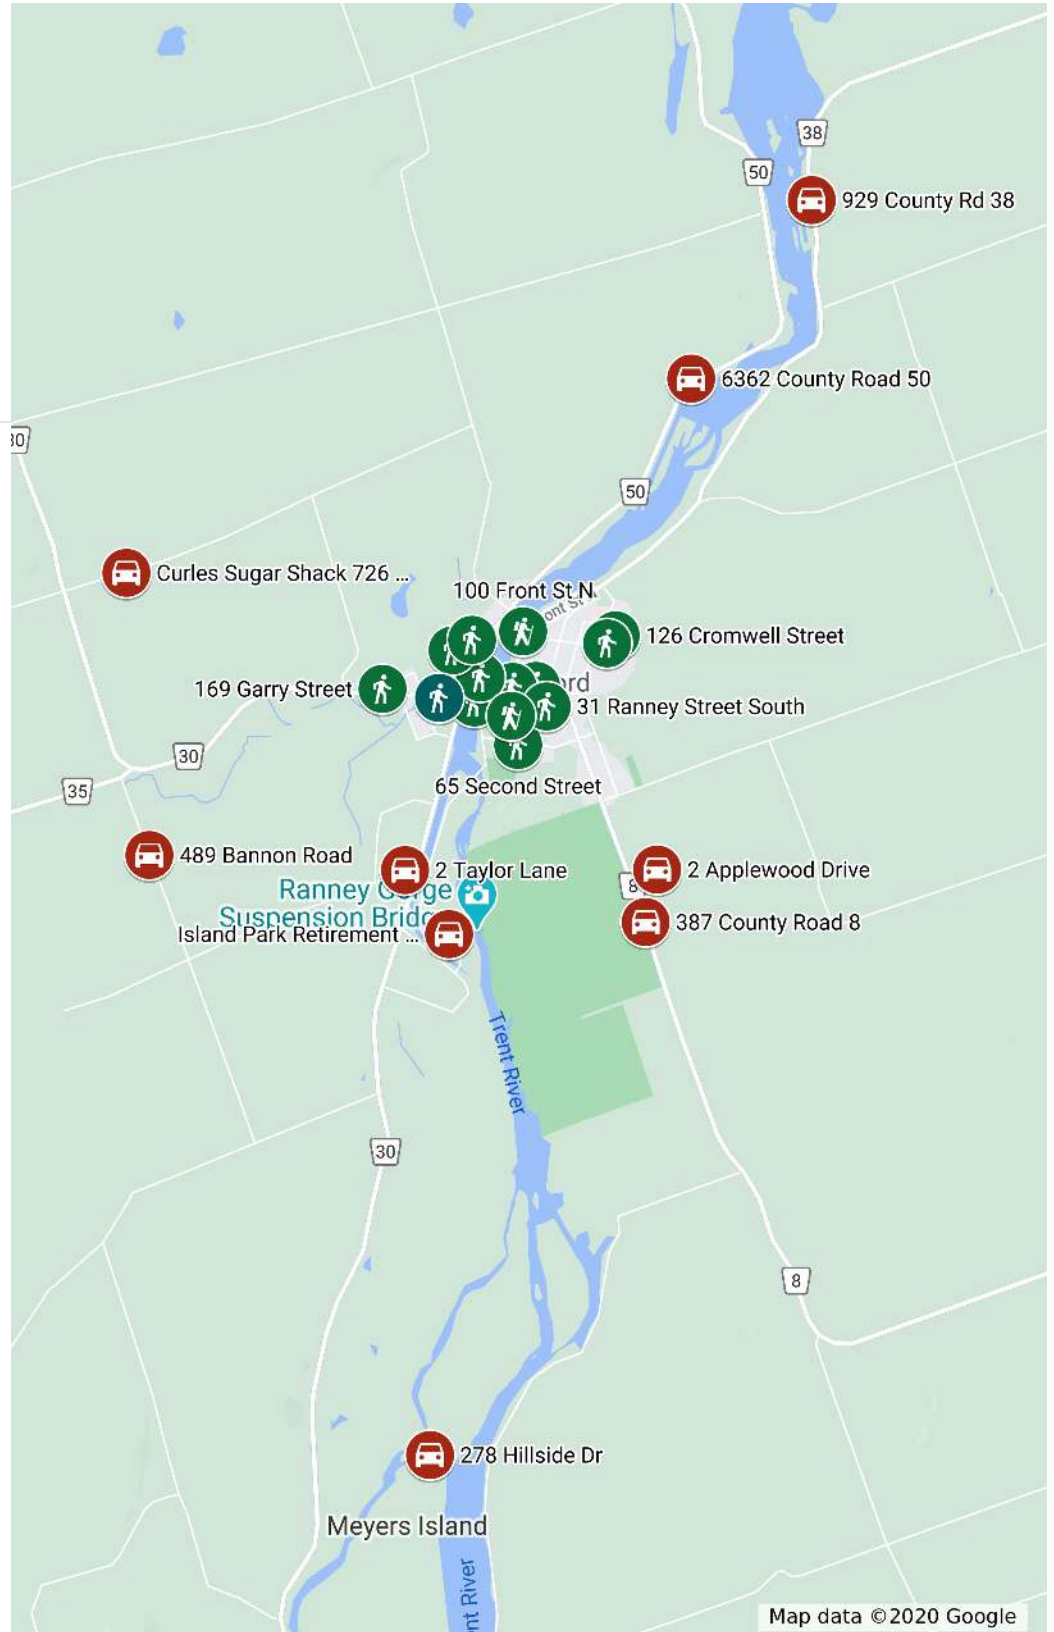 38
50
929 County Rd 38
6362 County Road 50
30
50
Curles Sugar Shack 726 ...
100 Front St N
126 Cromwell Street
169 Garry Street
31 Ranney Street South
30
35
65 Second Street
489 Bannon Road
2 Taylor Lane
2 Applewood Drive
8
Ranney Gorge
Suspension Bridge
387 County Road 8
Island Park Retirement ...
Trent River
30
8
278 Hillside Dr
Meyers Island
Map data ©2020 Google